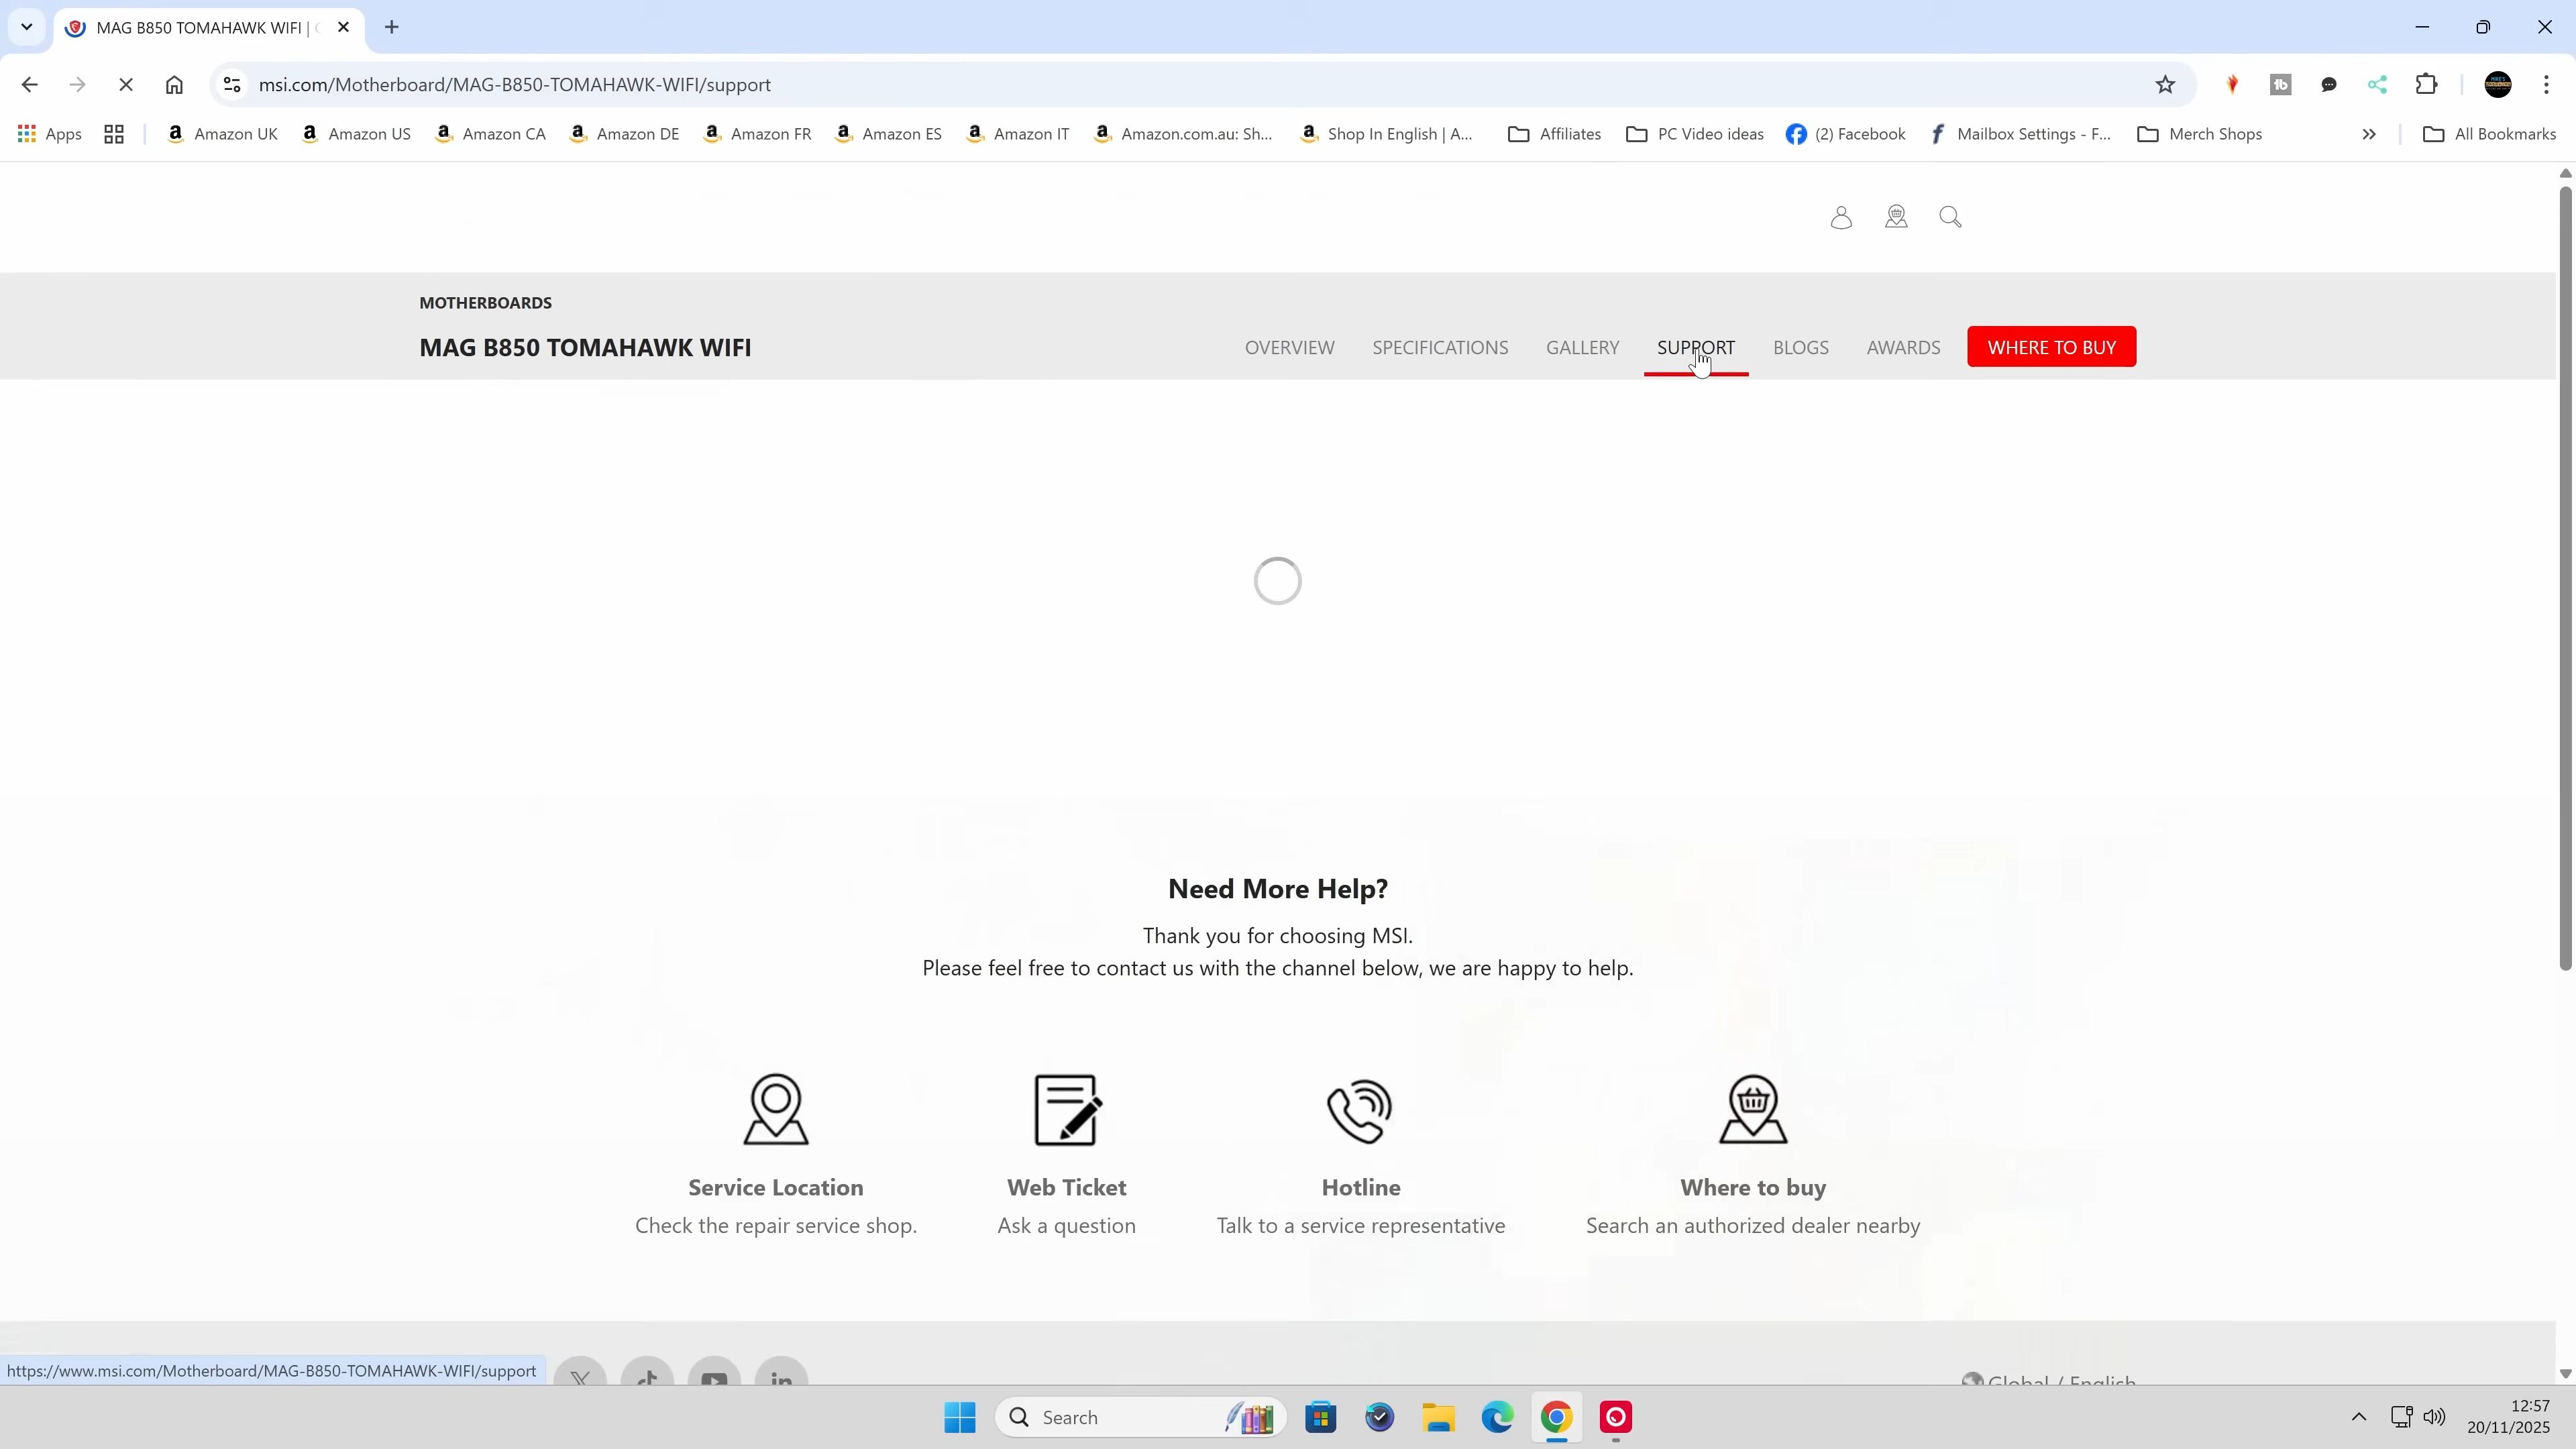 MAG B850 TOMAHAWK WIFI |
msi.com/Motherboard/MAG-B850-TOMAHAWK-WIFI/support
Apps
Amazon UK
Amazon US
Amazon CA
Amazon DE
Amazon FR
Amazon ES
Amazon IT
Amazon.com.au: Sh...
Shop In English | A...
Affiliates
PC Video ideas
(2) Facebook
Mailbox Settings - F...
Merch Shops
All Bookmarks
MOTHERBOARDS
MAG B850 TOMAHAWK WIFI
OVERVIEW
SPECIFICATIONS
GALLERY
SUPPORT
BLOGS
AWARDS
WHERE TO BUY
Need More Help?
Thank you for choosing MSI.
Please feel free to contact us with the channel below, we are happy to help.
Service Location
Check the repair service shop.
Web Ticket
Ask a question
Hotline
Talk to a service representative
Where to buy
Search an authorized dealer nearby
https://www.msi.com/Motherboard/MAG-B850-TOMAHAWK-WIFI/support
Global / English
Search
12:57
20/11/2025